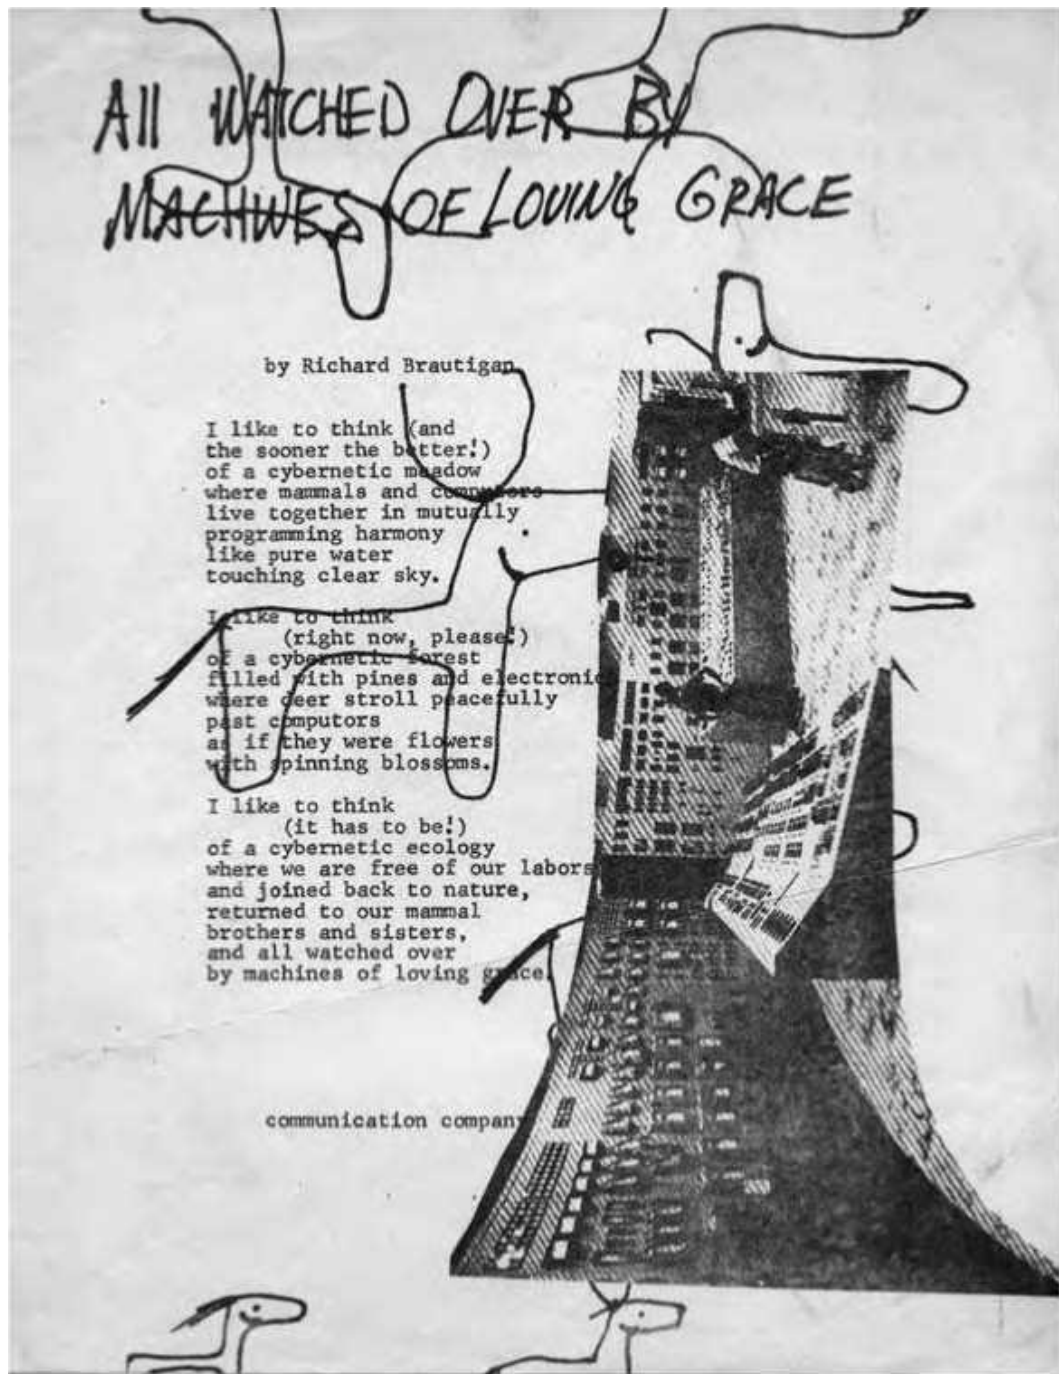 All WATCHED OVER BY
MACHINES OF LOVING GRACE
by Richard Brautigan
I like to think (and
the sooner the better!)
of a cybernetic meadow
where mammals and computors
live together in mutually
programming harmony
like pure water
touching clear sky.
I like to think
(right now, please!)
of a cybernetic forest
filled with pines and electronics
where deer stroll peacefully
past computors
as if they were flowers
with spinning blossoms.
I like to think
(it has to be!)
of a cybernetic ecology
where we are free of our labors
and joined back to nature,
returned to our mammal
brothers and sisters,
and all watched over
by machines of loving grace.
communication company